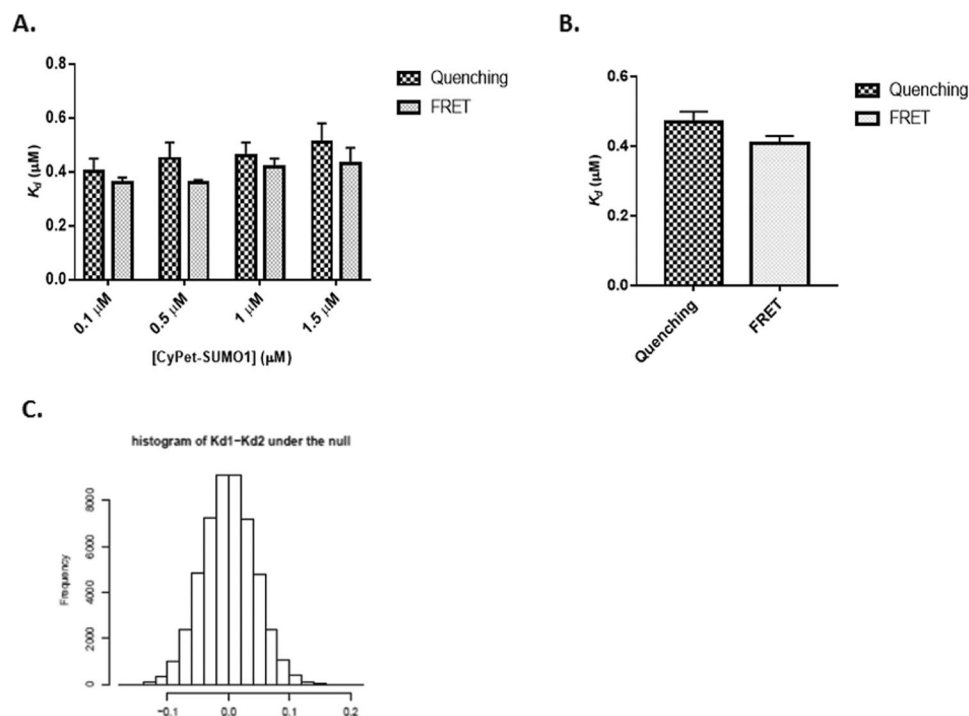 A.
0.8
0.6
0.4
0.2
0.0
K_d (μM)
Quenching
FRET
0.1 μM
0.5 μM
1 μM
1.5 μM
[CyPet-SUMO1] (μM)
B.
0.6
0.4
0.2
0.0
K_d (μM)
Quenching
FRET
Quenching
FRET
C.
histogram of Kd1−Kd2 under the null
8000
6000
4000
2000
0
Frequency
−0.1
0.0
0.1
0.2